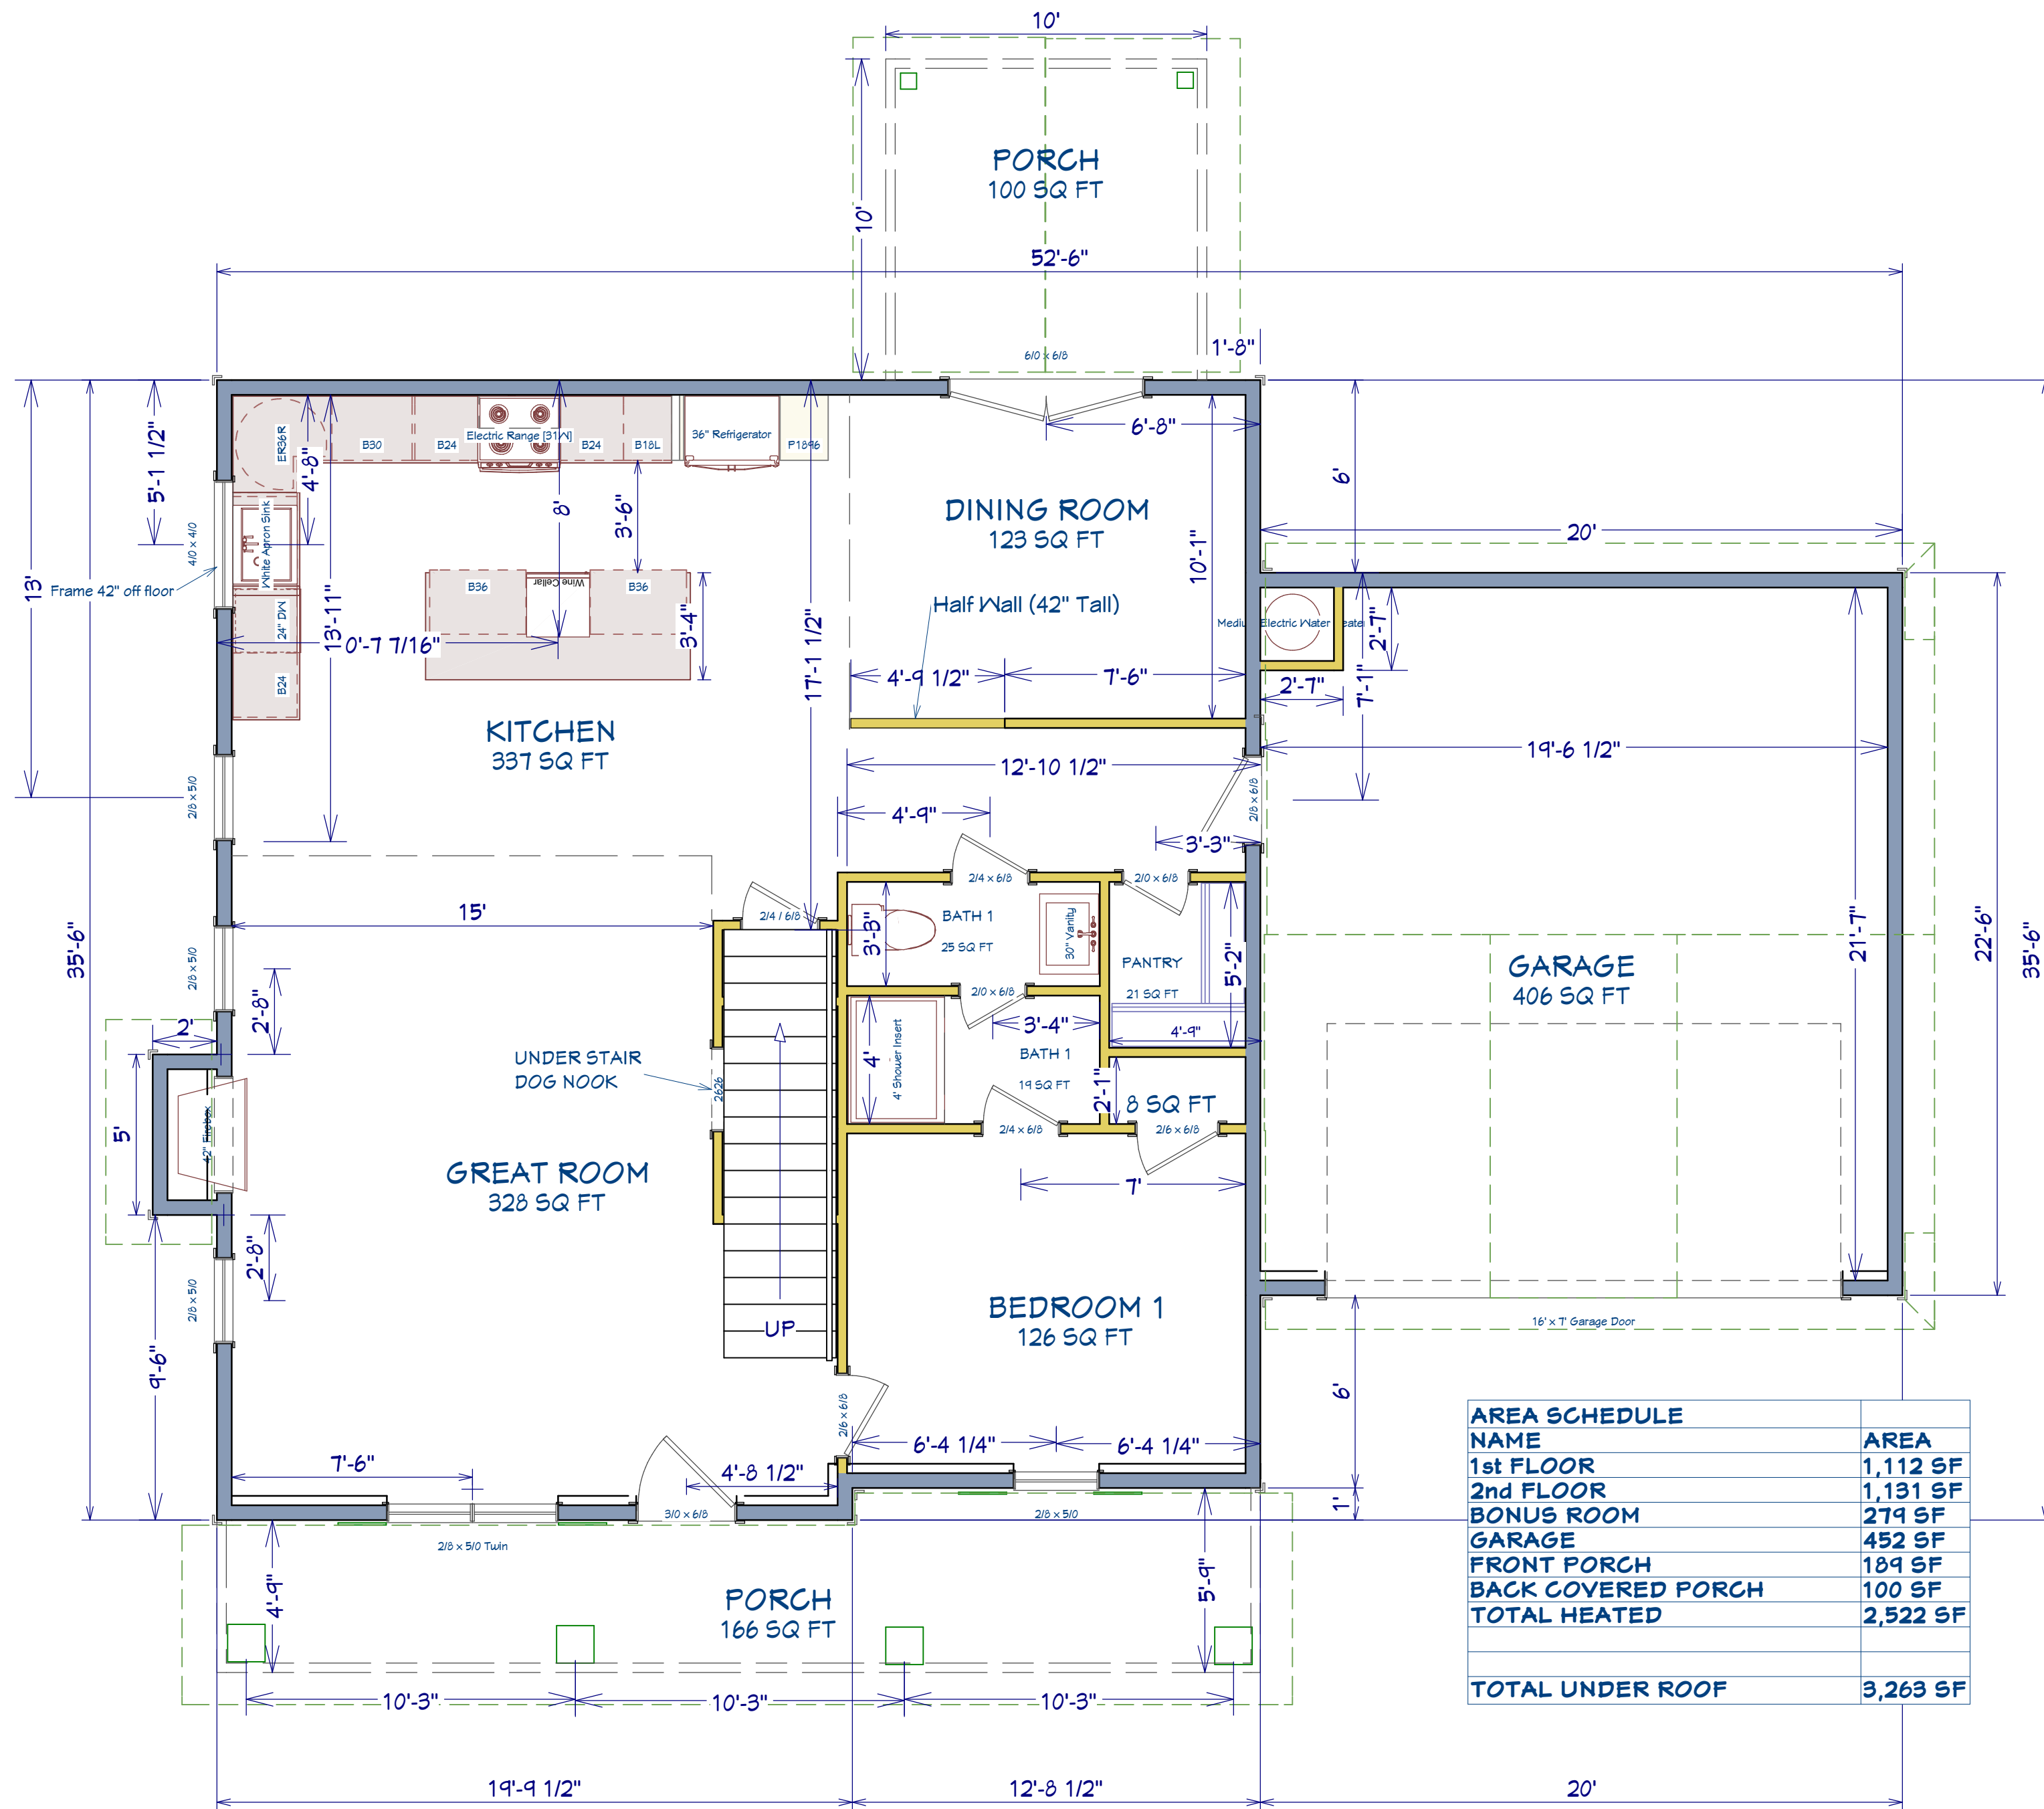 10'
PORCH
100 SQ FT
10'
52'-6"
1'-8"
6/0 x 6/8
6'-8"
5'-1 1/2"
13'
35'-6"
4'-8"
ER36R
B30
B24
Electric Range [31W]
B24
B18L
36" Refrigerator
P1896
8'
3'-6"
DINING ROOM
123 SQ FT
10'-1"
6'
20'
4/0 x 4/0
White Apron Sink
Frame 42" off floor
B36
Wine Cellar
B36
Half Wall (42" Tall)
24" DW
13'-11"
0'-7 7/16"
3'-4"
17'-1 1/2"
B24
4'-9 1/2"
7'-6"
2'-7"
2'-7"
7'-1"
KITCHEN
337 SQ FT
12'-10 1/2"
19'-6 1/2"
2/8 x 5/0
2/8 x 6/8
4'-9"
3'-3"
15'
2/4 / 6/8
2/4 x 6/8
2/0 x 6/8
3'-3"
BATH 1
25 SQ FT
30" Vanity
PANTRY
21 SQ FT
5'-2"
21'-7"
22'-6"
35'-6"
GARAGE
406 SQ FT
2/8 x 5/0
2'-8"
2/0 x 6/8
2'
3'-4"
4'-9"
UNDER STAIR
DOG NOOK
2626
4' Shower Insert
4'
BATH 1
19 SQ FT
2'-1"
8 SQ FT
5'
42" Firebox
2/4 x 6/8
2/6 x 6/8
GREAT ROOM
328 SQ FT
7'
2'-8"
2/8 x 5/0
9'-6"
UP
BEDROOM 1
126 SQ FT
16' x 7' Garage Door
6'
2/6 x 6/8
6'-4 1/4"
6'-4 1/4"
7'-6"
4'-8 1/2"
1'
3/0 x 6/8
2/8 x 5/0
2/8 x 5/0 Twin
4'-9"
5'-9"
PORCH
166 SQ FT
10'-3"
10'-3"
10'-3"
19'-9 1/2"
12'-8 1/2"
20'
AREA SCHEDULE
NAME AREA
1st FLOOR 1,112 SF
2nd FLOOR 1,131 SF
BONUS ROOM 279 SF
GARAGE 452 SF
FRONT PORCH 189 SF
BACK COVERED PORCH 100 SF
TOTAL HEATED 2,522 SF
TOTAL UNDER ROOF 3,263 SF